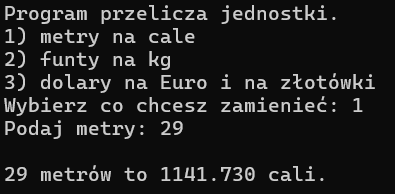 Program przelicza jednostki.
1) metry na cale
2) funty na kg
3) dolary na Euro i na złotówki
Wybierz co chcesz zamienieć: 1
Podaj metry: 29
29 metrów to 1141.730 cali.